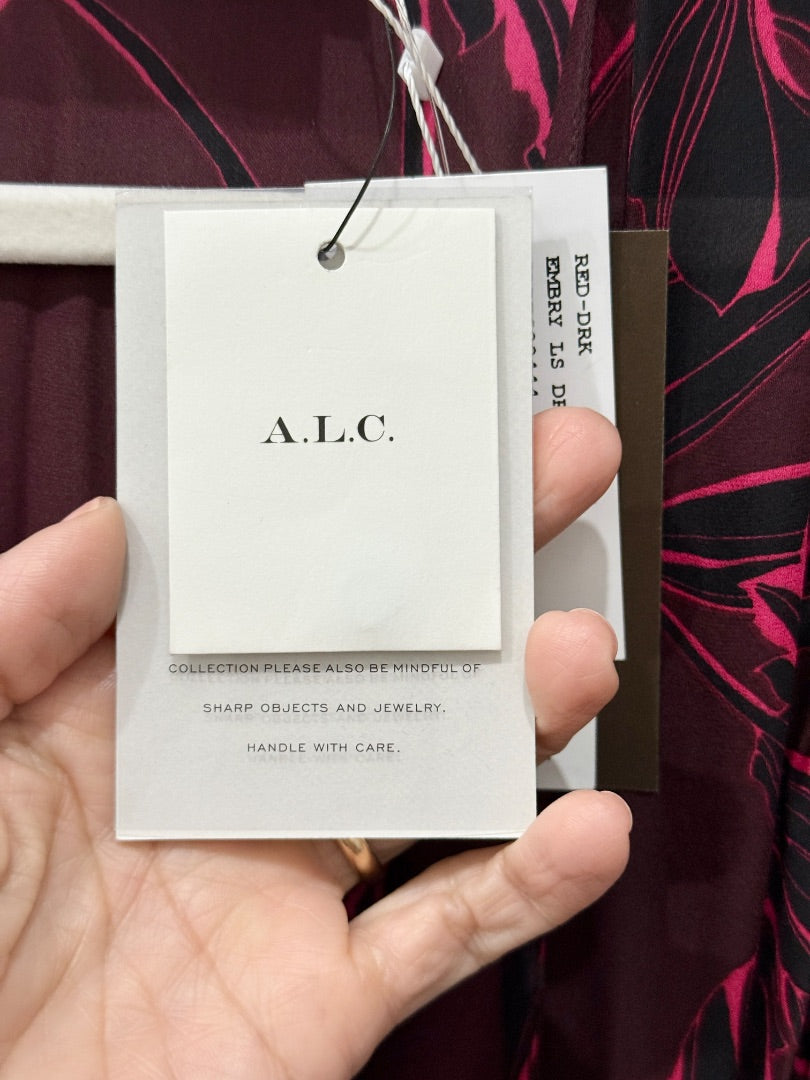 A.L.C.
COLLECTION PLEASE ALSO BE MINDFUL OF
SHARP OBJECTS AND JEWELRY.
HANDLE WITH CARE.
RED-DRK
EMBRY LS